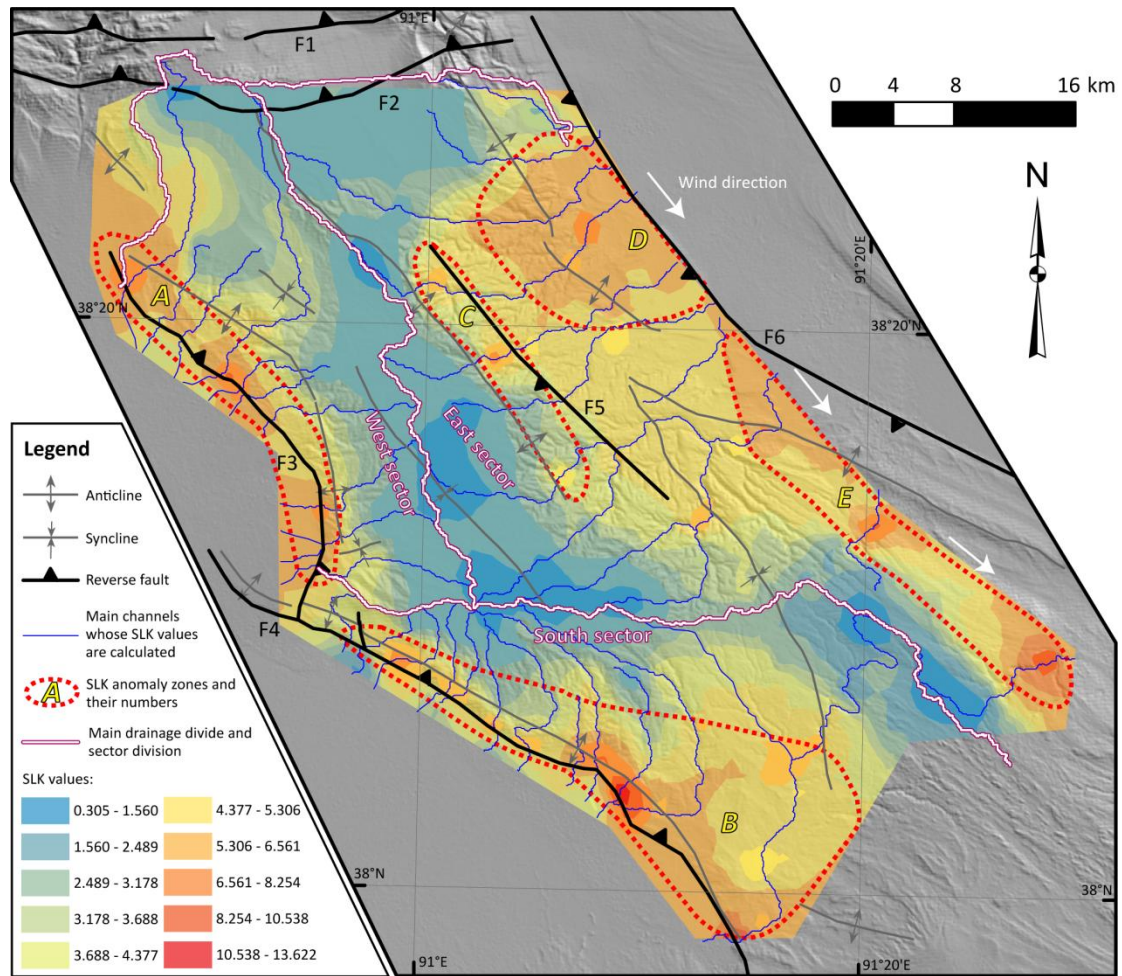 91°E
F1
F2
0 4 8 16 km
N
Wind direction
D
A
C
91°20'E
38°20'N
38°20'N
F6
F5
West sector
East sector
F3
E
F4
South sector
B
38°N
38°N
91°E
91°20'E
Legend
Anticline
Syncline
Reverse fault
Main channels
whose SLK values
are calculated
A
SLK anomaly zones and
their numbers
Main drainage divide and
sector division
SLK values:
0.305 - 1.560
1.560 - 2.489
2.489 - 3.178
3.178 - 3.688
3.688 - 4.377
4.377 - 5.306
5.306 - 6.561
6.561 - 8.254
8.254 - 10.538
10.538 - 13.622